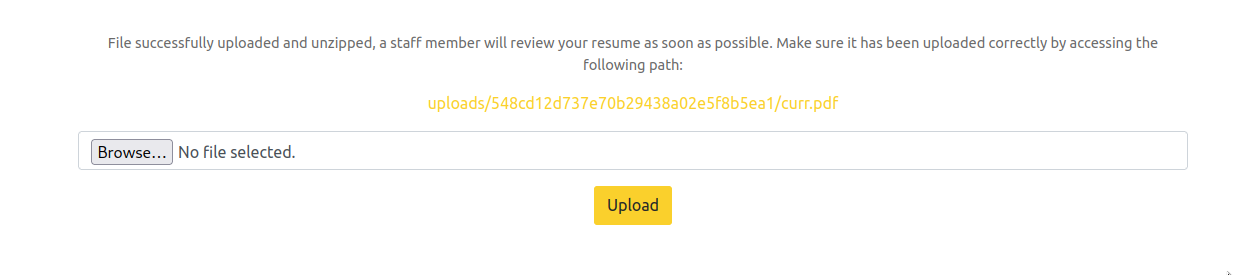 File successfully uploaded and unzipped, a staff member will review your resume as soon as possible. Make sure it has been uploaded correctly by accessing the
following path:
uploads/548cd12d737e70b29438a02e5f8b5ea1/curr.pdf
Browse... No file selected.
Upload